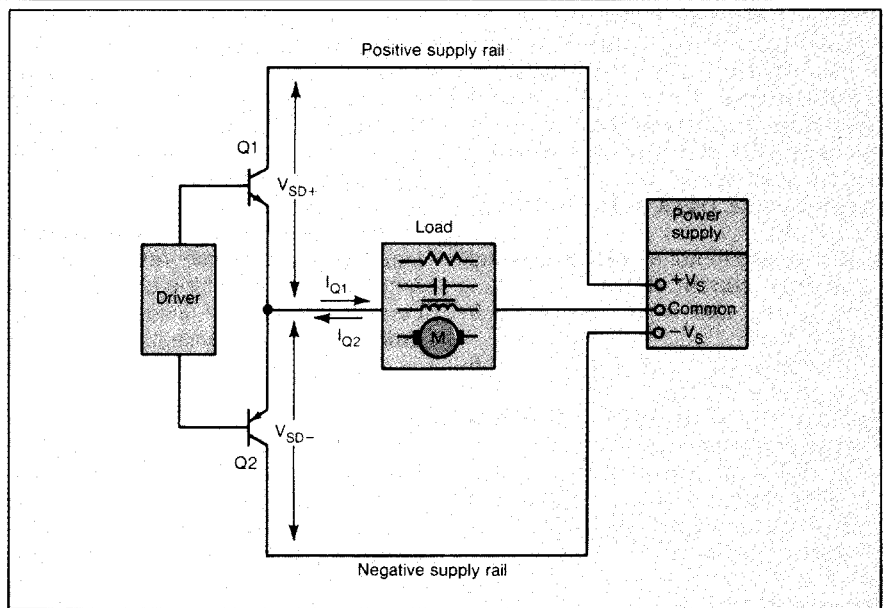 Positive supply rail
Q1
V_SD+
Load
Power
supply
Driver
I_Q1
+V_S
Common
I_Q2
M
−V_S
V_SD−
Q2
Negative supply rail